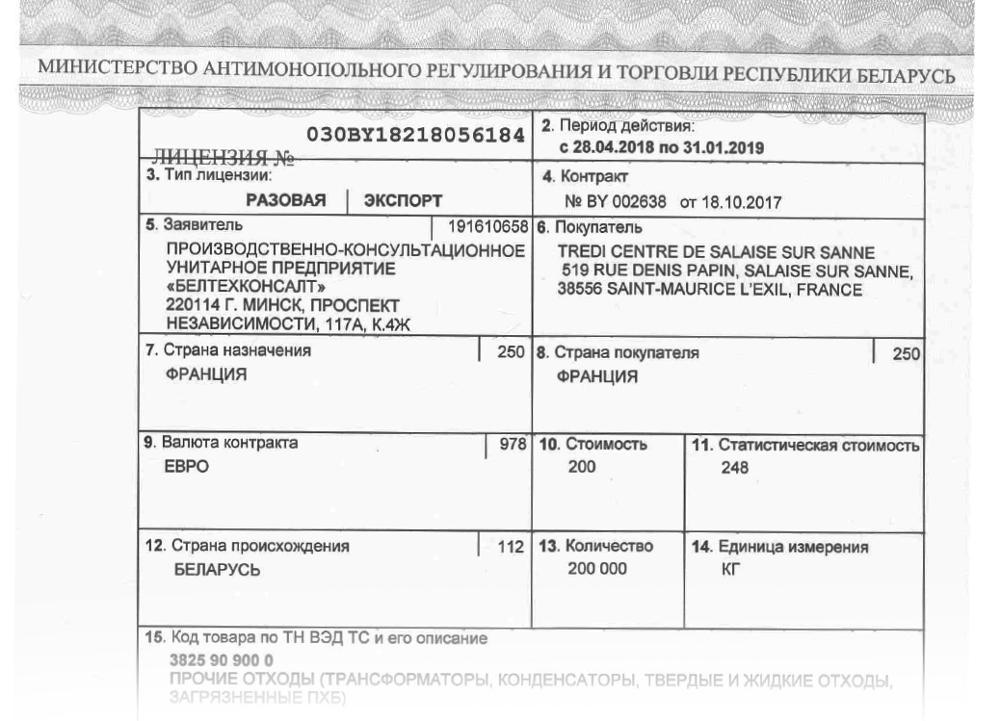 МИНИСТЕРСТВО АНТИМОНОПОЛЬНОГО РЕГУЛИРОВАНИЯ И ТОРГОВЛИ РЕСПУБЛИКИ БЕЛАРУСЬ
030BY18218056184
ЛИЦЕНЗИЯ №
2. Период действия:
с 28.04.2018 по 31.01.2019
3. Тип лицензии:
РАЗОВАЯ ЭКСПОРТ
4. Контракт
№ BY 002638 от 18.10.2017
5. Заявитель 191610658
ПРОИЗВОДСТВЕННО-КОНСУЛЬТАЦИОННОЕ
УНИТАРНОЕ ПРЕДПРИЯТИЕ
«БЕЛТЕХКОНСАЛТ»
220114 Г. МИНСК, ПРОСПЕКТ
НЕЗАВИСИМОСТИ, 117А, К.4Ж
6. Покупатель
TREDI CENTRE DE SALAISE SUR SANNE
519 RUE DENIS PAPIN, SALAISE SUR SANNE,
38556 SAINT-MAURICE L'EXIL, FRANCE
7. Страна назначения 250
ФРАНЦИЯ
8. Страна покупателя 250
ФРАНЦИЯ
9. Валюта контракта 978
ЕВРО
10. Стоимость
200
11. Статистическая стоимость
248
12. Страна происхождения 112
БЕЛАРУСЬ
13. Количество
200 000
14. Единица измерения
КГ
15. Код товара по ТН ВЭД ТС и его описание
3825 90 900 0
ПРОЧИЕ ОТХОДЫ (ТРАНСФОРМАТОРЫ, КОНДЕНСАТОРЫ, ТВЕРДЫЕ И ЖИДКИЕ ОТХОДЫ,
ЗАГРЯЗНЕННЫЕ ПХБ)